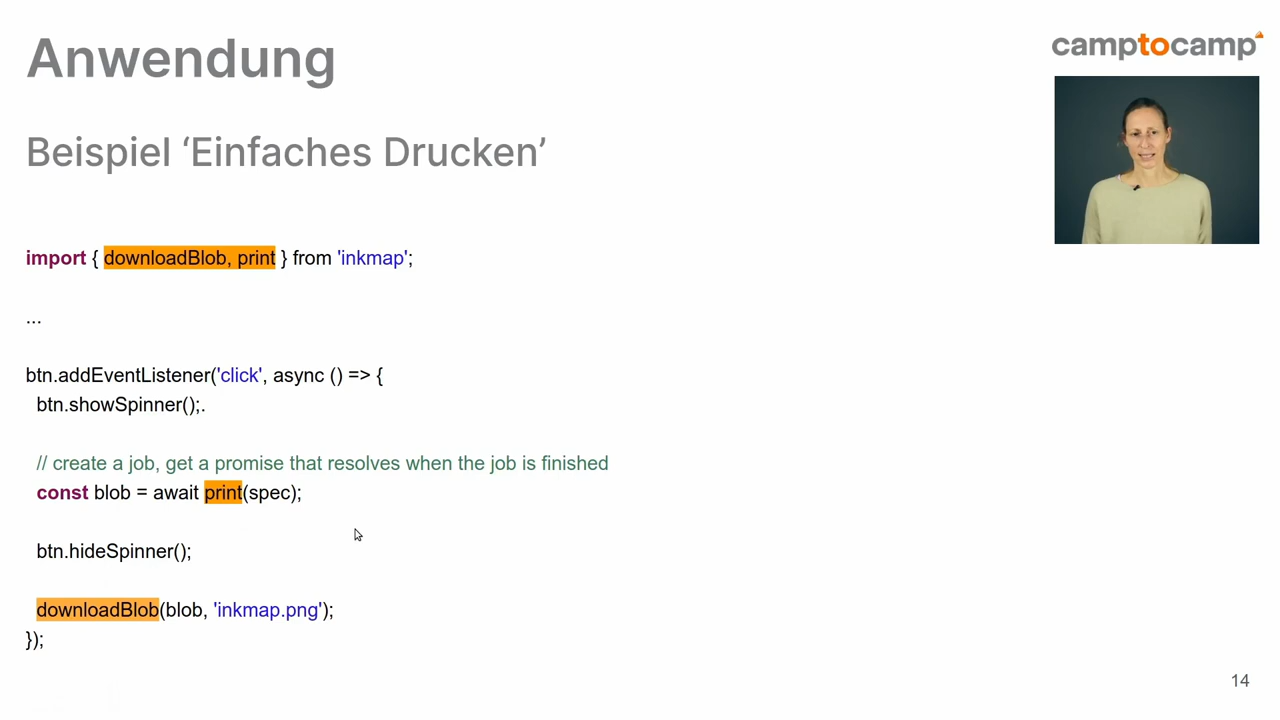 Anwendung
camptocamp
Beispiel ‘Einfaches Drucken’
import { downloadBlob, print } from 'inkmap';
...
btn.addEventListener('click', async () => {
btn.showSpinner();.
// create a job, get a promise that resolves when the job is finished
const blob = await print(spec);
btn.hideSpinner();
downloadBlob(blob, 'inkmap.png');
});
14